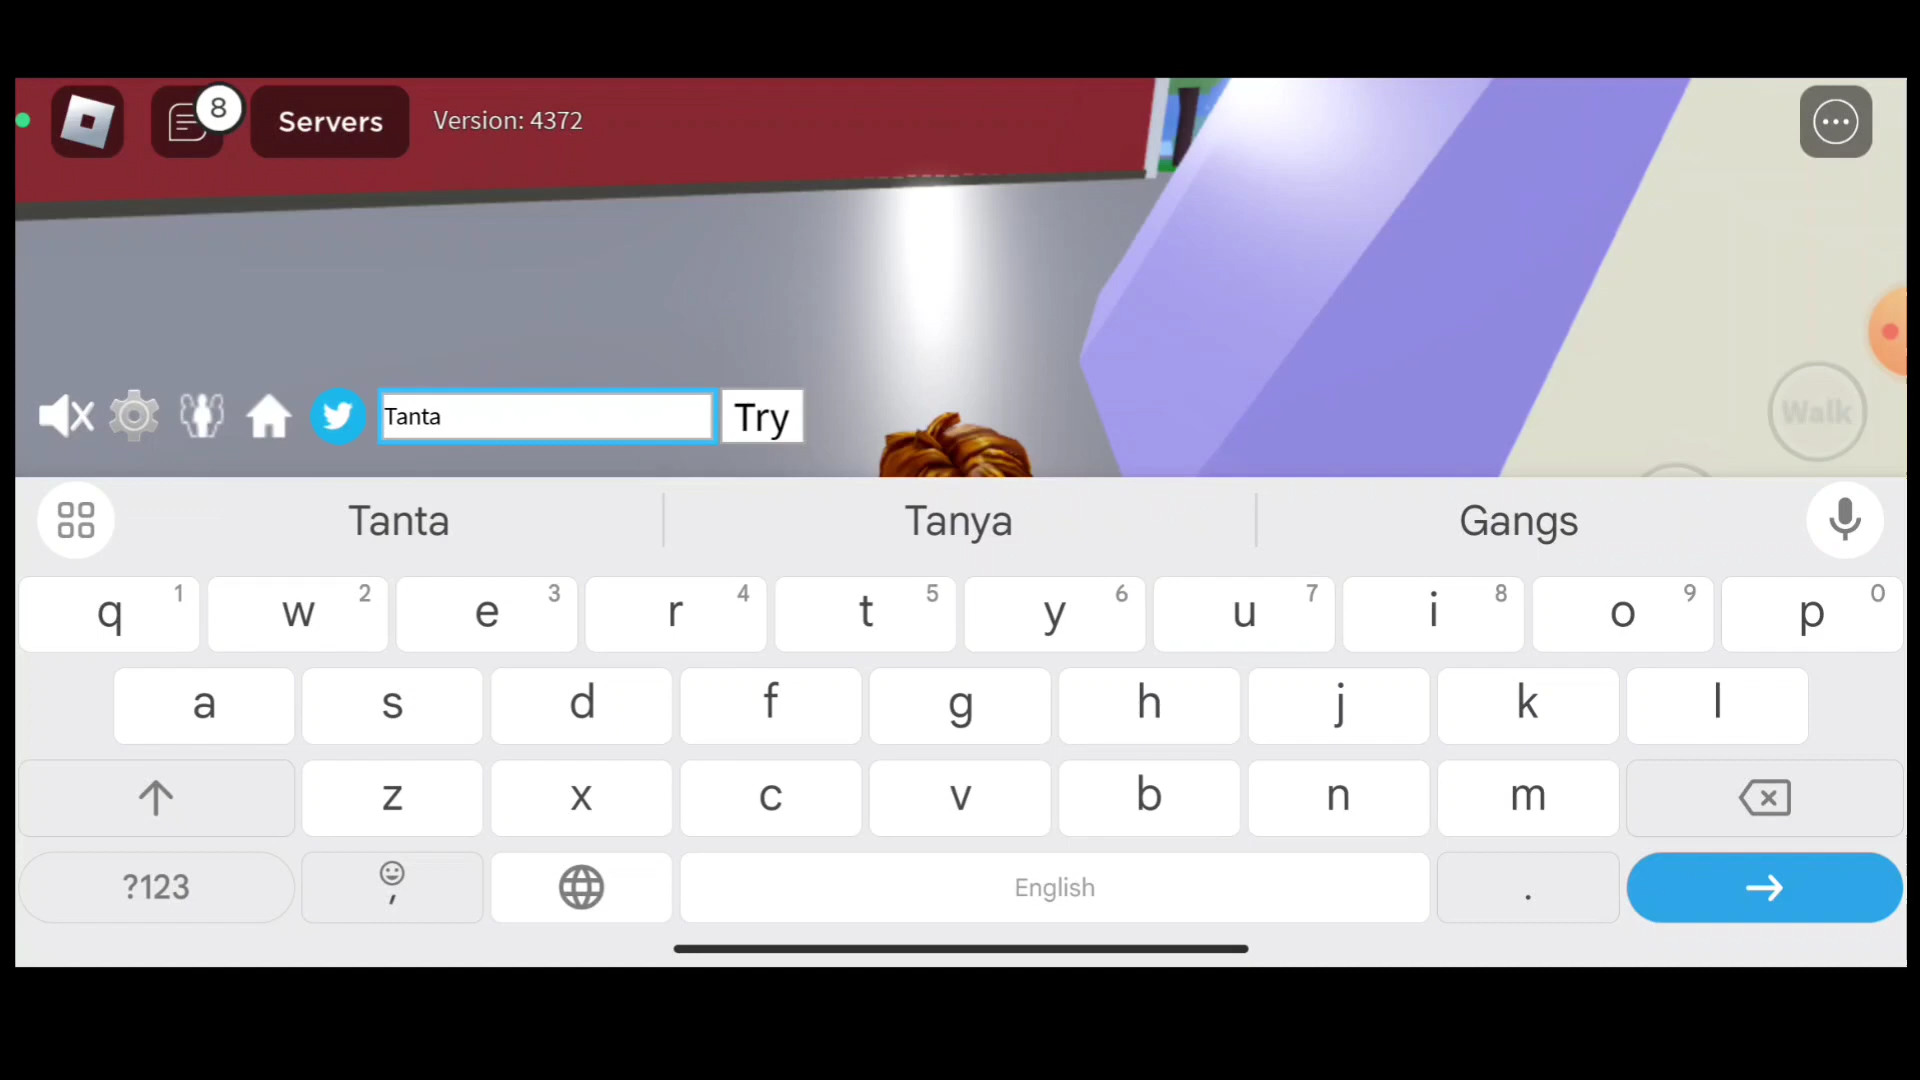 8
Servers
Version: 4372
Walk
Tanta
Try
Tanta
Tanya
Gangs
q 1 w 2 e 3 r 4 t 5 y 6 u 7 i 8 o 9 p 0
a s d f g h j k l
z x c v b n m
?123 , English .